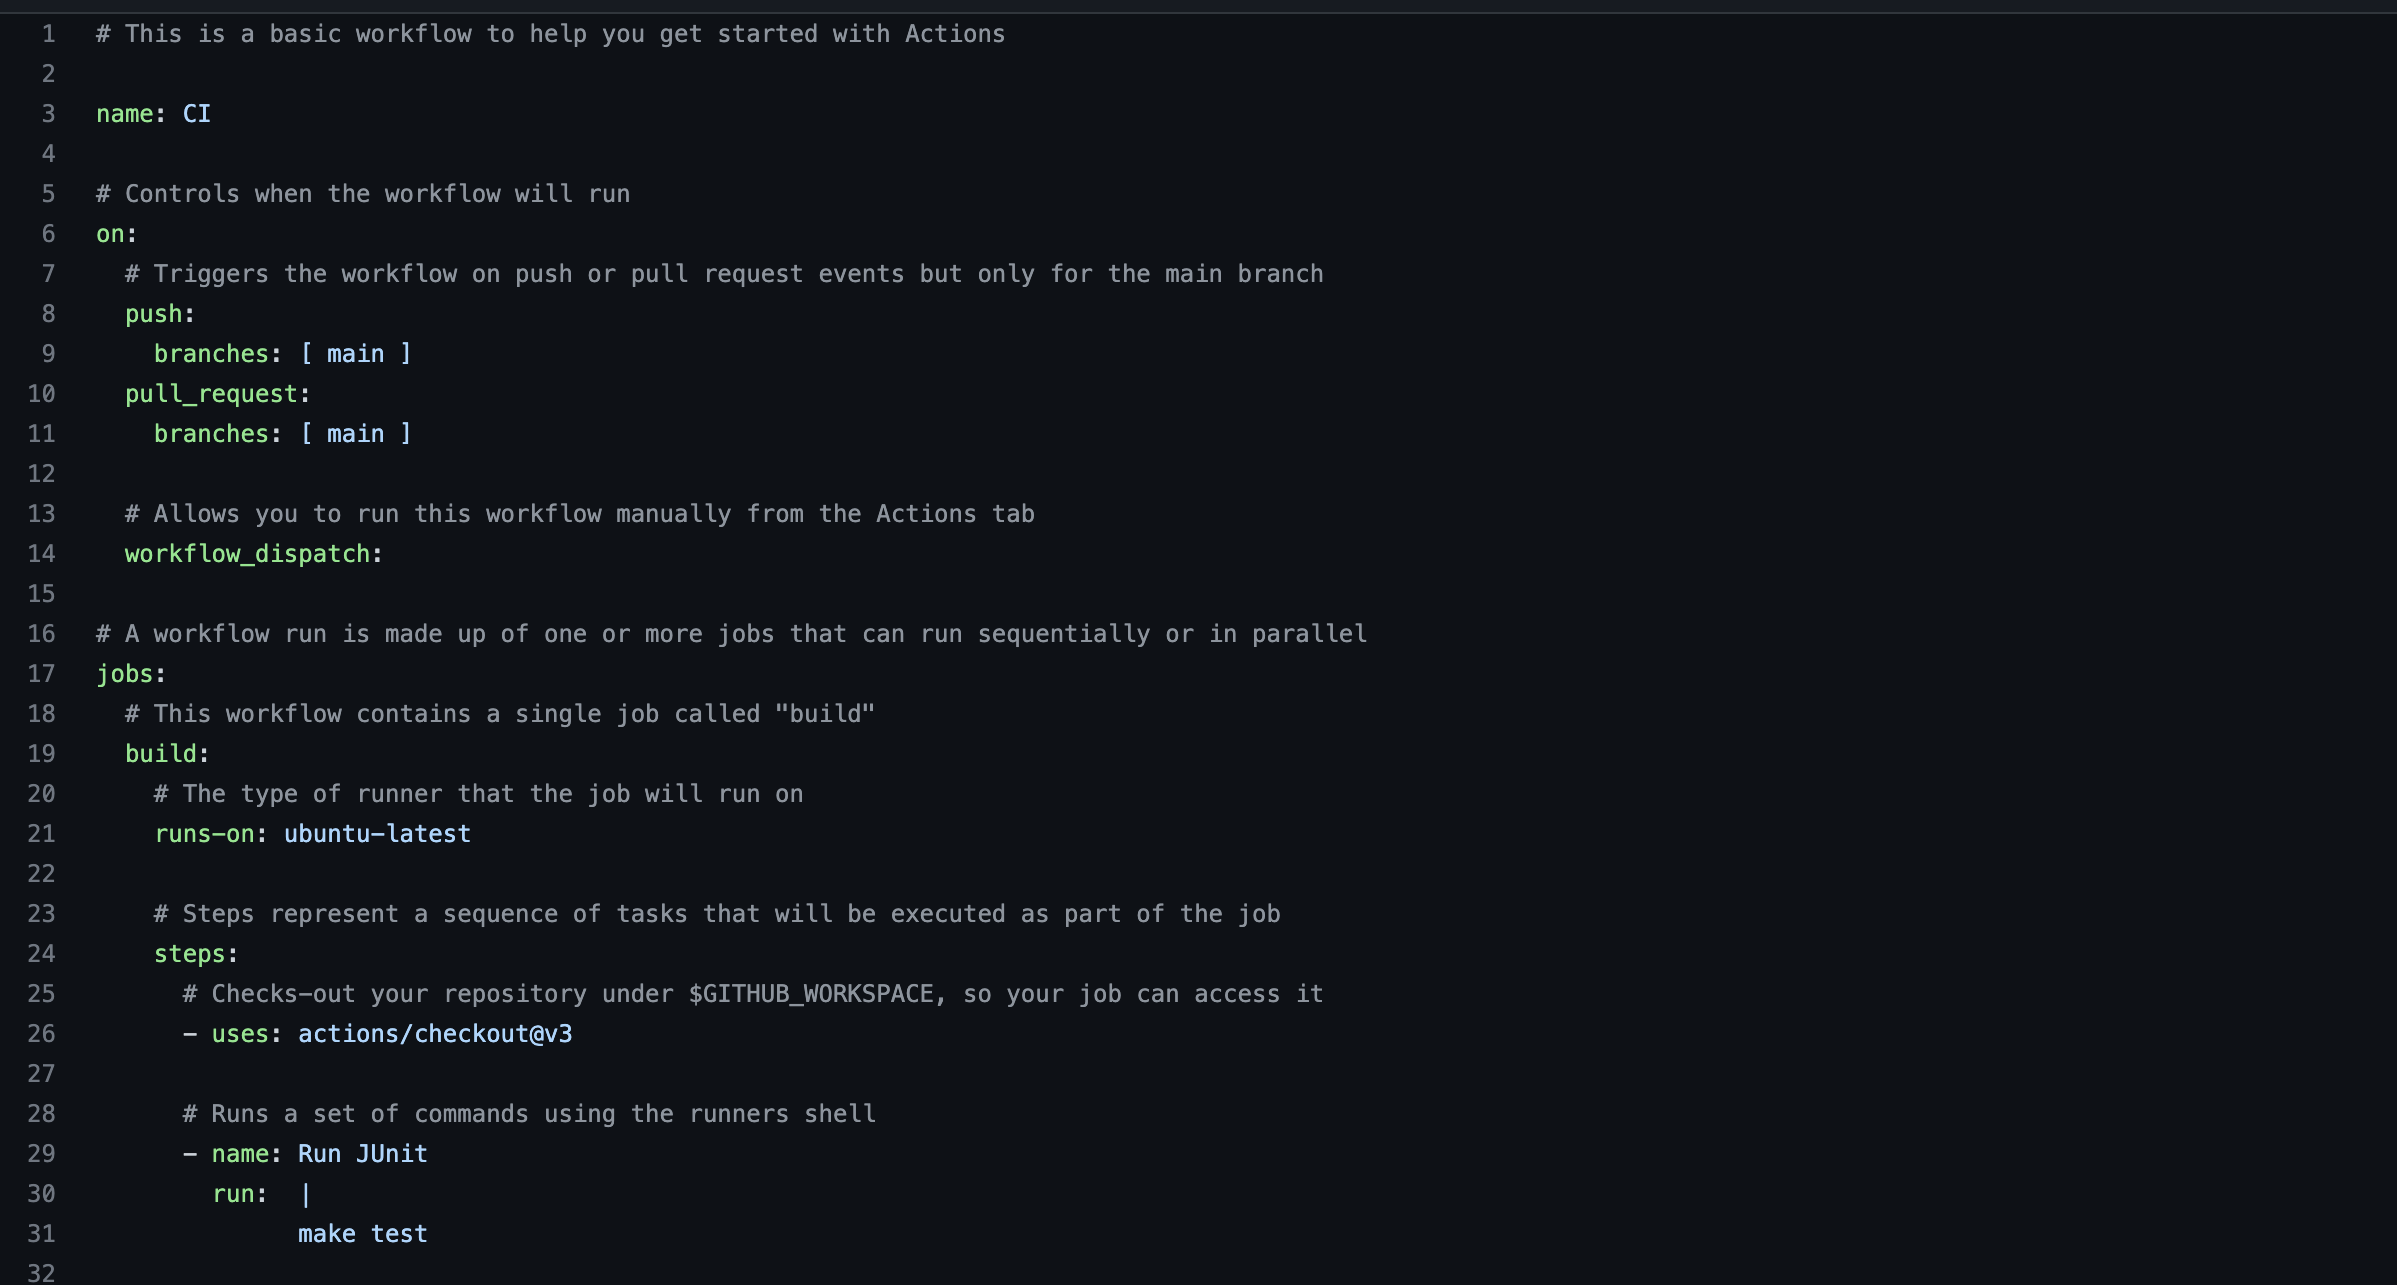 1 # This is a basic workflow to help you get started with Actions
2
3 name: CI
4
5 # Controls when the workflow will run
6 on:
7   # Triggers the workflow on push or pull request events but only for the main branch
8   push:
9     branches: [ main ]
10   pull_request:
11     branches: [ main ]
12
13   # Allows you to run this workflow manually from the Actions tab
14   workflow_dispatch:
15
16 # A workflow run is made up of one or more jobs that can run sequentially or in parallel
17 jobs:
18   # This workflow contains a single job called "build"
19   build:
20     # The type of runner that the job will run on
21     runs-on: ubuntu-latest
22
23     # Steps represent a sequence of tasks that will be executed as part of the job
24     steps:
25       # Checks-out your repository under $GITHUB_WORKSPACE, so your job can access it
26       - uses: actions/checkout@v3
27
28       # Runs a set of commands using the runners shell
29       - name: Run JUnit
30         run:  |
31               make test
32